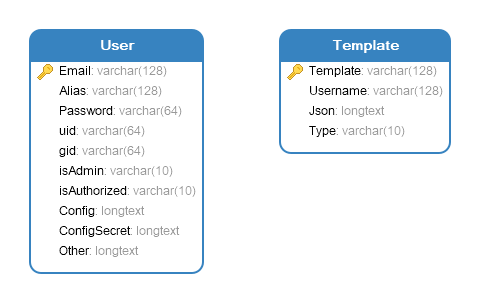 User
Email: varchar(128)
Alias: varchar(128)
Password: varchar(64)
uid: varchar(64)
gid: varchar(64)
isAdmin: varchar(10)
isAuthorized: varchar(10)
Config: longtext
ConfigSecret: longtext
Other: longtext
Template
Template: varchar(128)
Username: varchar(128)
Json: longtext
Type: varchar(10)